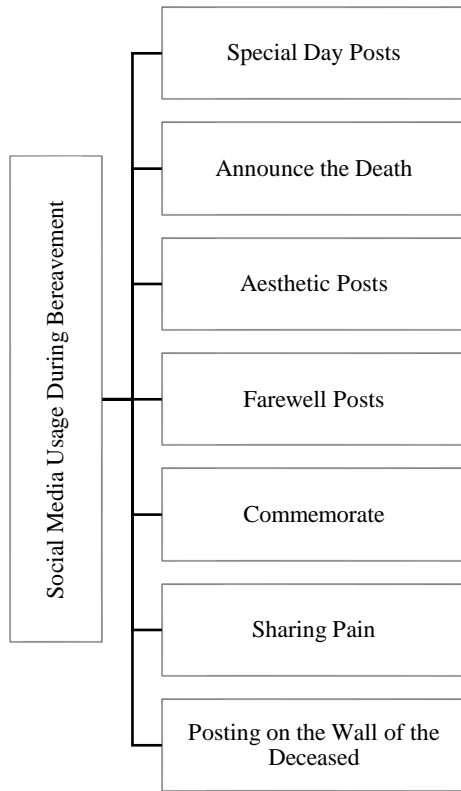 Social Media Usage During Bereavement
Special Day Posts
Announce the Death
Aesthetic Posts
Farewell Posts
Commemorate
Sharing Pain
Posting on the Wall of the
Deceased